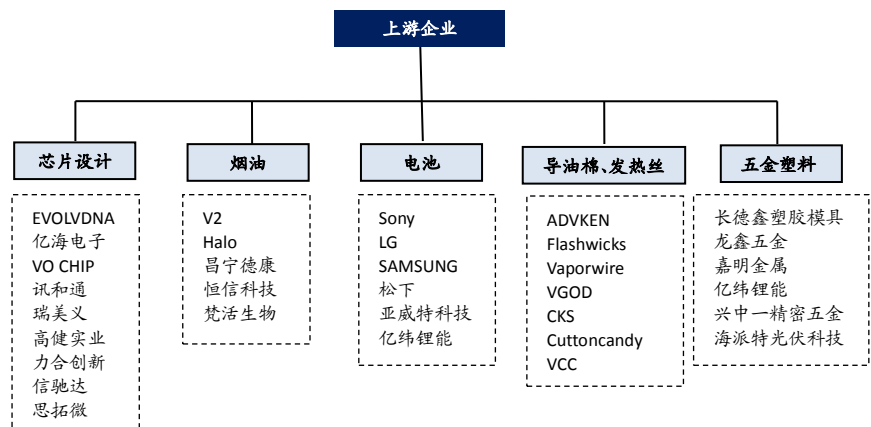 上游企业
芯片设计
烟油
电池
导油棉、发热丝
五金塑料
EVOLVDNA
亿海电子
VO CHIP
讯和通
瑞美义
高健实业
力合创新
信驰达
思拓微
V2
Halo
昌宁德康
恒信科技
梵活生物
Sony
LG
SAMSUNG
松下
亚威特科技
亿纬锂能
ADVKEN
Flashwicks
Vaporwire
VGOD
CKS
Cuttoncandy
VCC
长德鑫塑胶模具
龙鑫五金
嘉明金属
亿纬锂能
兴中一精密五金
海派特光伏科技